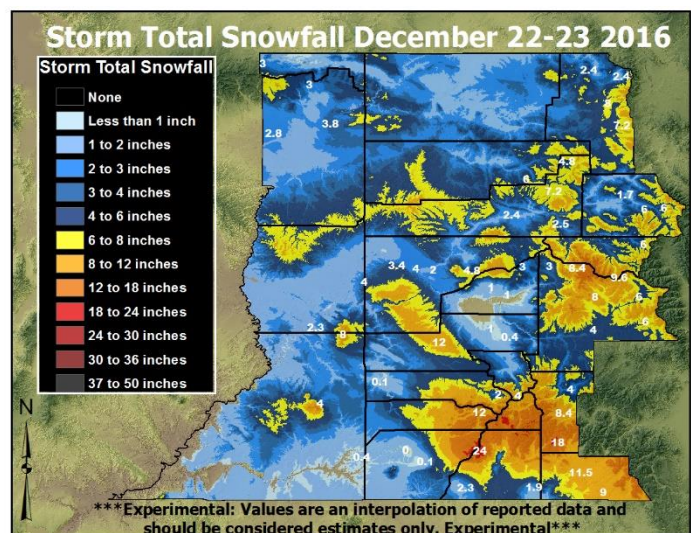 Storm Total Snowfall December 22-23 2016
Storm Total Snowfall
None
Less than 1 inch
1 to 2 inches
2 to 3 inches
3 to 4 inches
4 to 6 inches
6 to 8 inches
8 to 12 inches
12 to 18 inches
18 to 24 inches
24 to 30 inches
30 to 36 inches
37 to 50 inches
N
3
3
2.4
2.4
2.8
3.8
7.2
4.8
6
7.2
1.7
2.4
2.5
6
5
3.4
4
2
4.8
3
3
8.4
9.6
4
1
8
6
6
2.3
8
1
0.4
4
12
0.1
2
4
4
4
12
8.4
0
24
18
0.4
0.1
11.5
2.3
1.9
9
***Experimental: Values are an interpolation of reported data and
should be considered estimates only. Experimental***